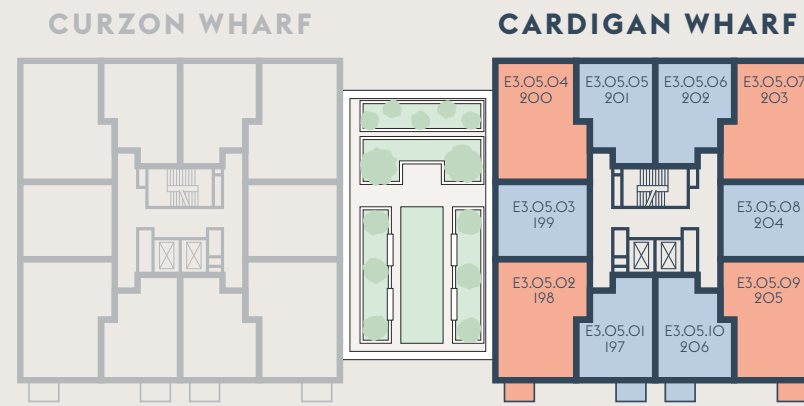 CURZON WHARF
CARDIGAN WHARF
E3.05.04
200
E3.05.05
201
E3.05.06
202
E3.05.07
203
E3.05.03
199
E3.05.08
204
E3.05.02
198
E3.05.09
205
E3.05.01
197
E3.05.10
206